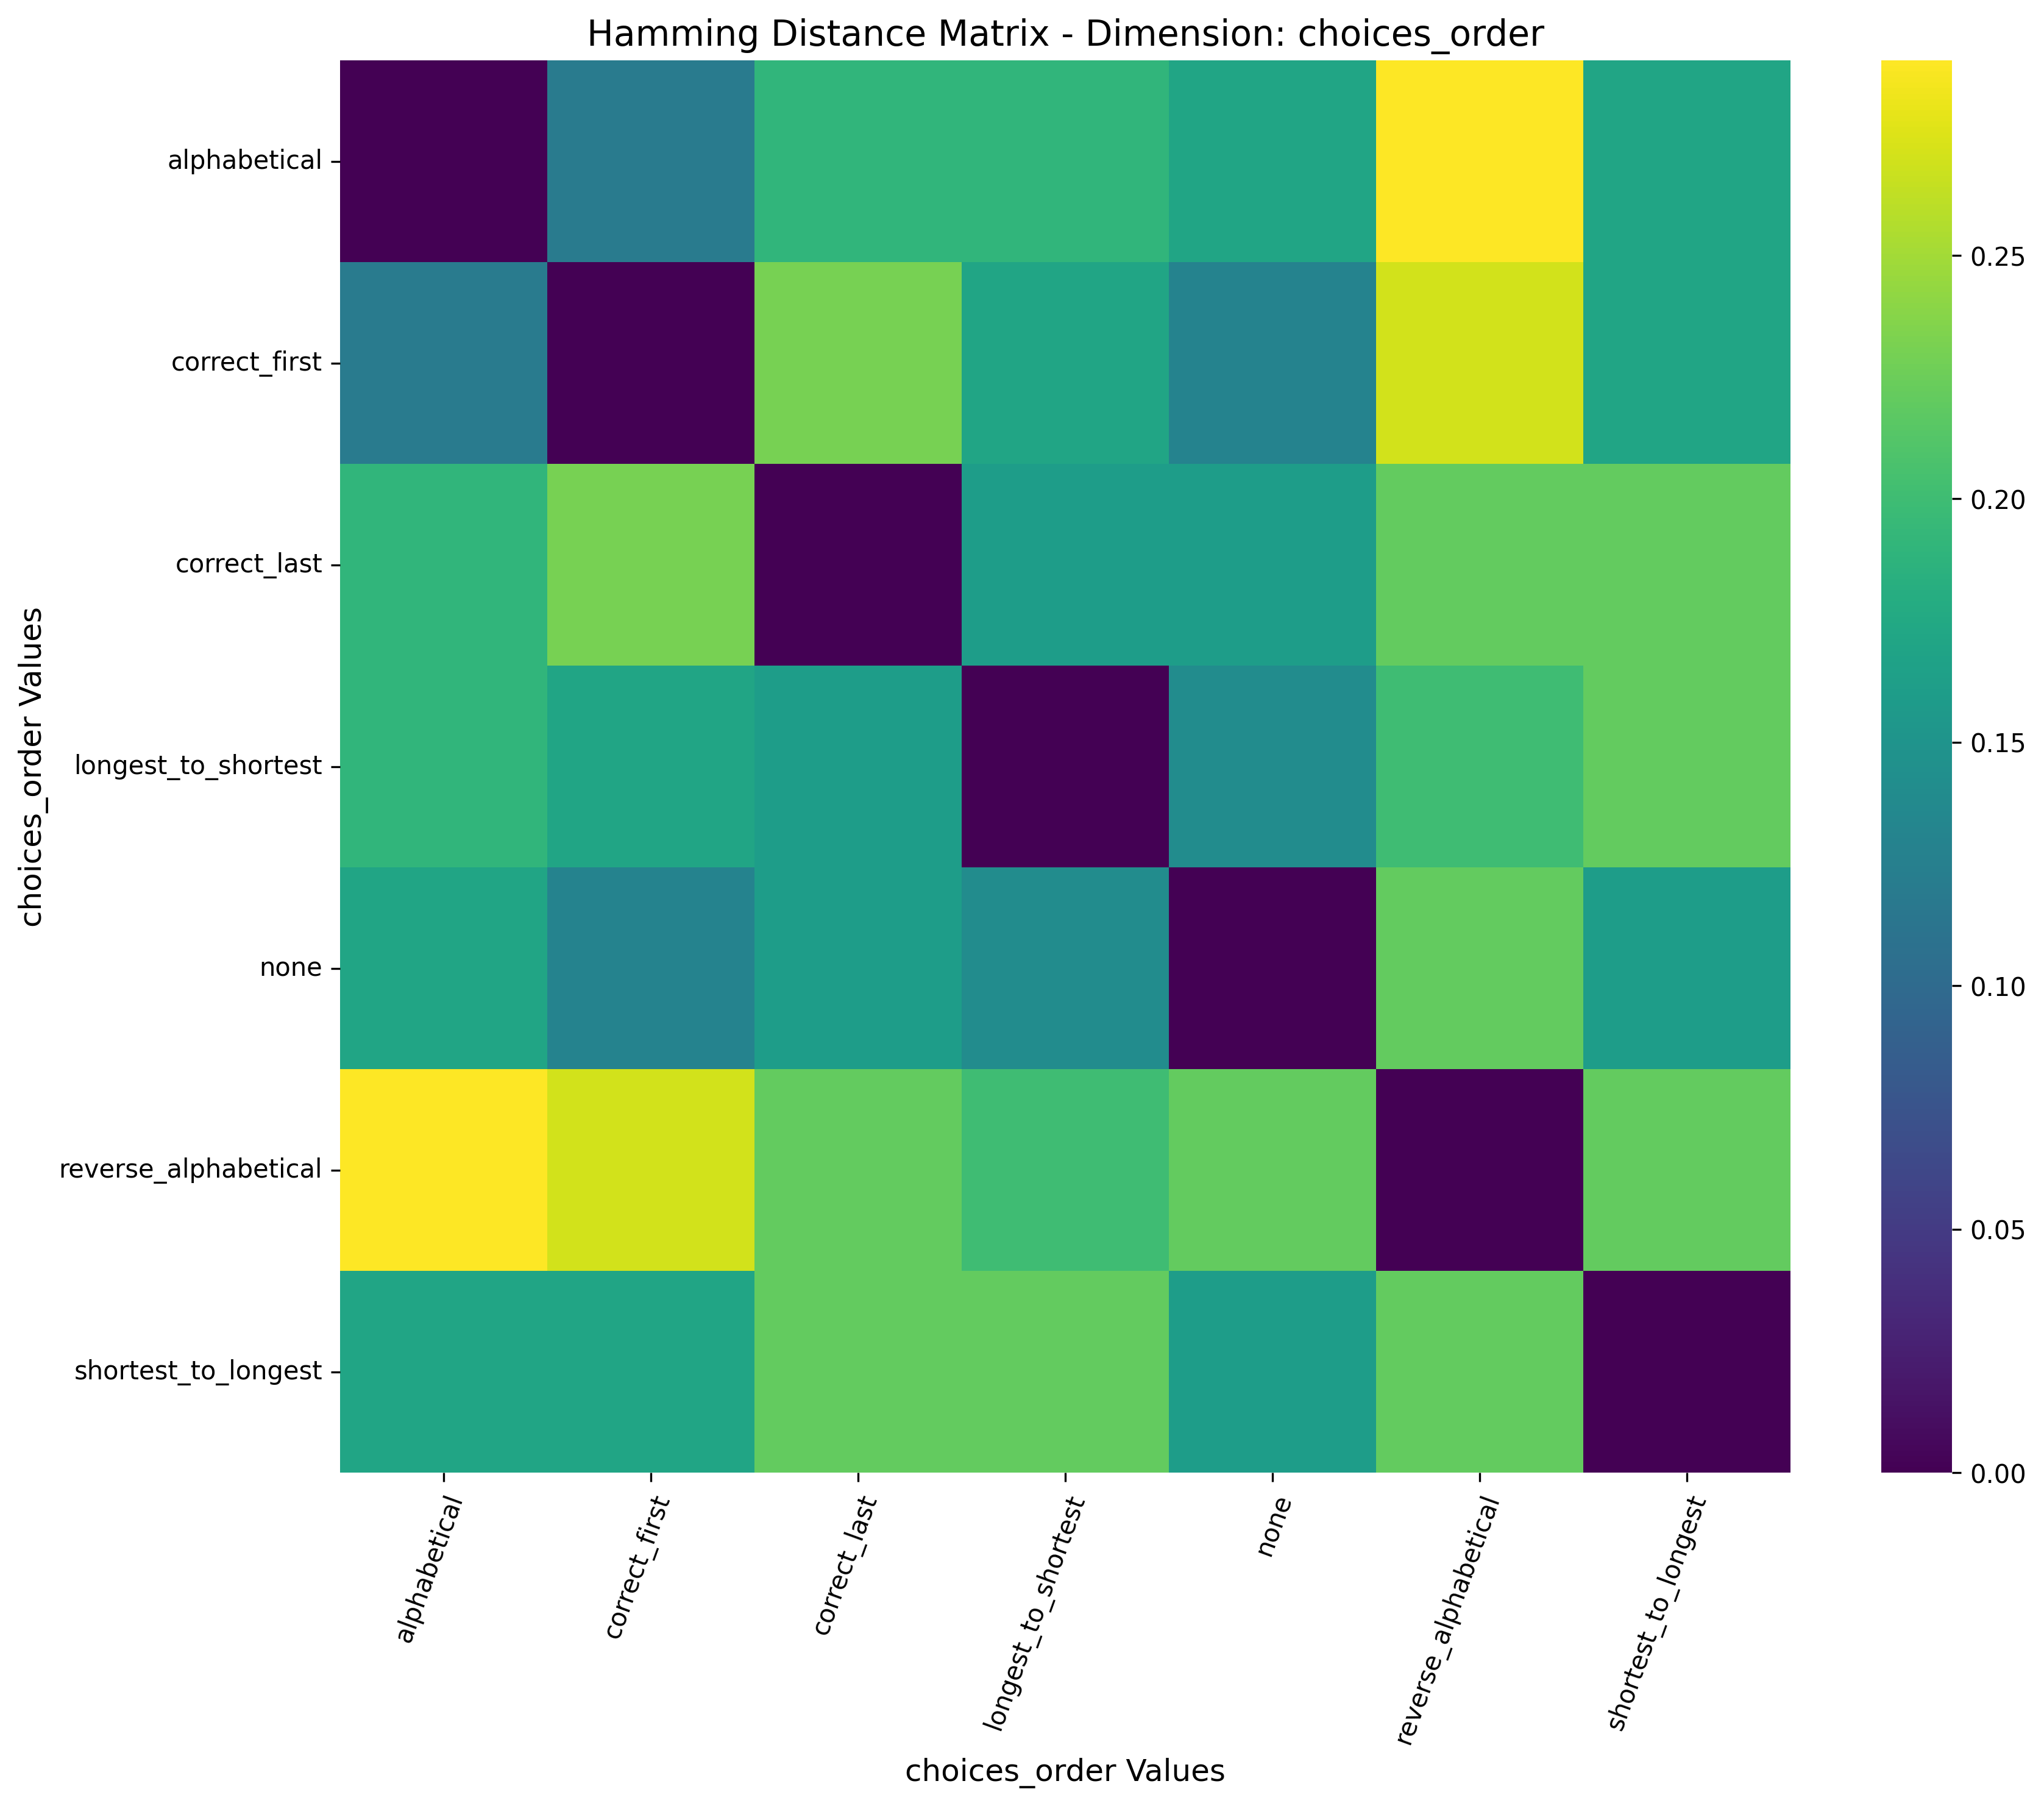 Hamming Distance Matrix - Dimension: choices_order
choices_order Values
alphabetical
correct_first
correct_last
longest_to_shortest
none
reverse_alphabetical
shortest_to_longest
0.25
0.20
0.15
0.10
0.05
0.00
alphabetical
correct_first
correct_last
longest_to_shortest
none
reverse_alphabetical
shortest_to_longest
choices_order Values